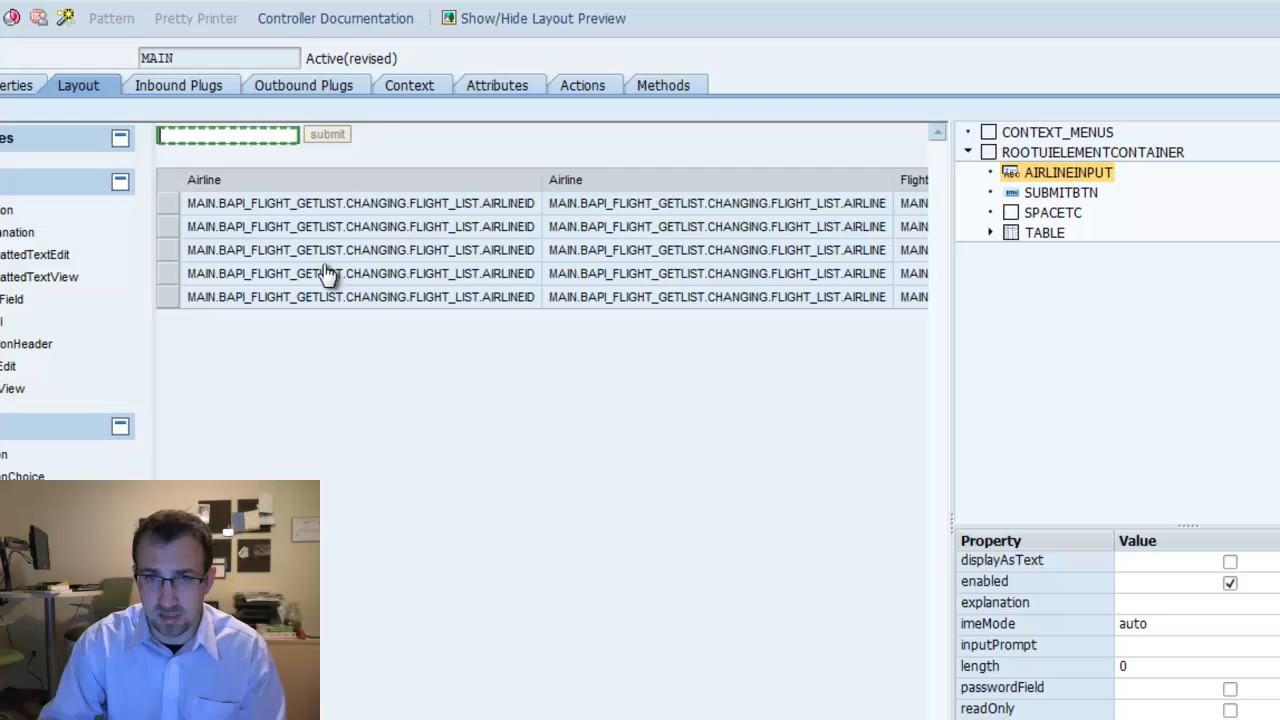 Pattern Pretty Printer Controller Documentation Show/Hide Layout Preview
MAIN Active(revised)
erties Layout Inbound Plugs Outbound Plugs Context Attributes Actions Methods
es
on
anation
attedTextEdit
attedTextView
Field
l
onHeader
Edit
View
on
nChoice
submit
Airline Airline Flight
MAIN.BAPI_FLIGHT_GETLIST.CHANGING.FLIGHT_LIST.AIRLINEID MAIN.BAPI_FLIGHT_GETLIST.CHANGING.FLIGHT_LIST.AIRLINE MAIN
MAIN.BAPI_FLIGHT_GETLIST.CHANGING.FLIGHT_LIST.AIRLINEID MAIN.BAPI_FLIGHT_GETLIST.CHANGING.FLIGHT_LIST.AIRLINE MAIN
MAIN.BAPI_FLIGHT_GETLIST.CHANGING.FLIGHT_LIST.AIRLINEID MAIN.BAPI_FLIGHT_GETLIST.CHANGING.FLIGHT_LIST.AIRLINE MAIN
MAIN.BAPI_FLIGHT_GETLIST.CHANGING.FLIGHT_LIST.AIRLINEID MAIN.BAPI_FLIGHT_GETLIST.CHANGING.FLIGHT_LIST.AIRLINE MAIN
MAIN.BAPI_FLIGHT_GETLIST.CHANGING.FLIGHT_LIST.AIRLINEID MAIN.BAPI_FLIGHT_GETLIST.CHANGING.FLIGHT_LIST.AIRLINE MAIN
CONTEXT_MENUS
ROOTUIELEMENTCONTAINER
AIRLINEINPUT
SUBMITBTN
SPACETC
TABLE
Property Value
displayAsText
enabled
explanation
imeMode auto
inputPrompt
length 0
passwordField
readOnly